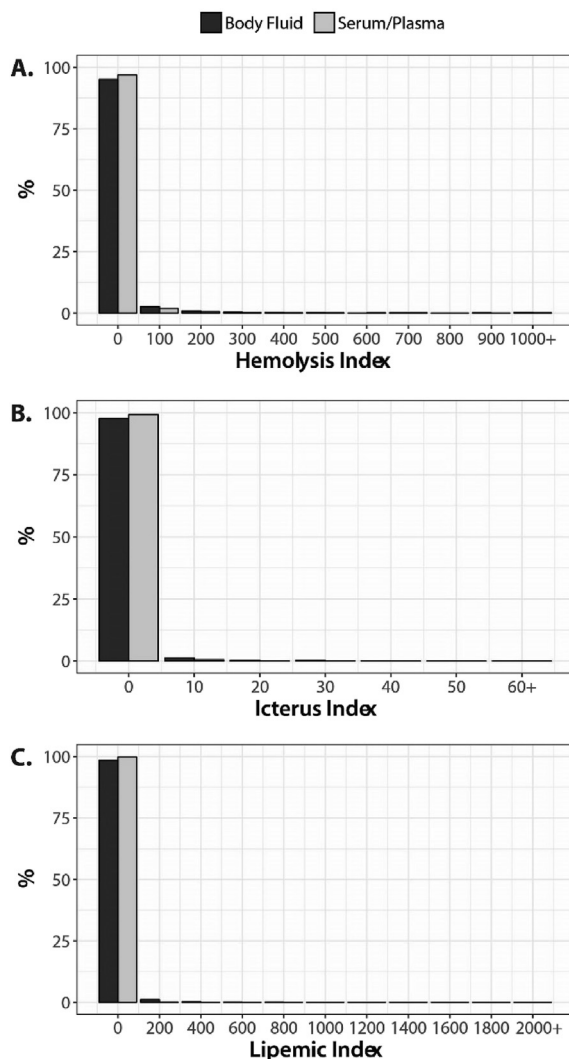 Body Fluid Serum/Plasma
A.
100
75
50
25
0
%
0 100 200 300 400 500 600 700 800 900 1000+
Hemolysis Index
B.
100
75
50
25
0
%
0 10 20 30 40 50 60+
Icterus Index
C.
100
75
50
25
0
%
0 200 400 600 800 1000 1200 1400 1600 1800 2000+
Lipemic Index